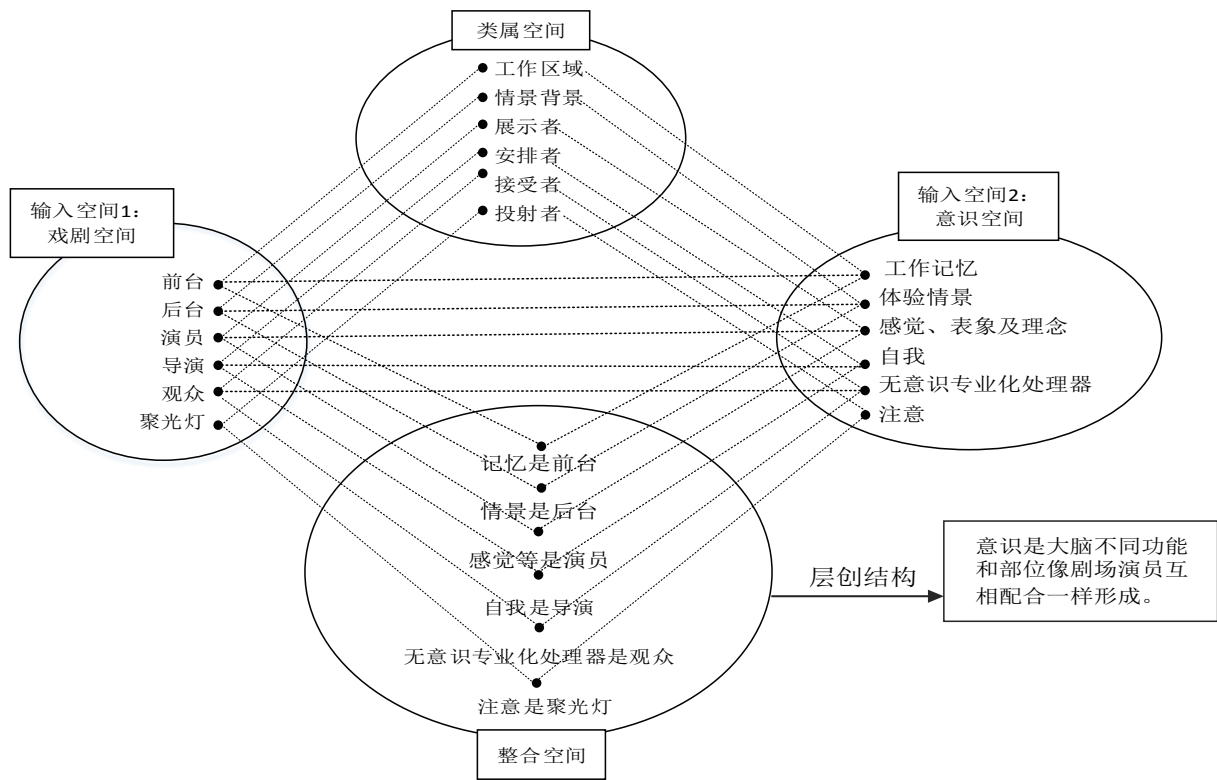 类属空间
工作区域
情景背景
展示者
安排者
接受者
投射者
输入空间1:
戏剧空间
前台
后台
演员
导演
观众
聚光灯
输入空间2:
意识空间
工作记忆
体验情景
感觉、表象及理念
自我
无意识专业化处理器
注意
记忆是前台
情景是后台
感觉等是演员
自我是导演
无意识专业化处理器是观众
注意是聚光灯
整合空间
层创结构
意识是大脑不同功能
和部位像剧场演员互
相配合一样形成。